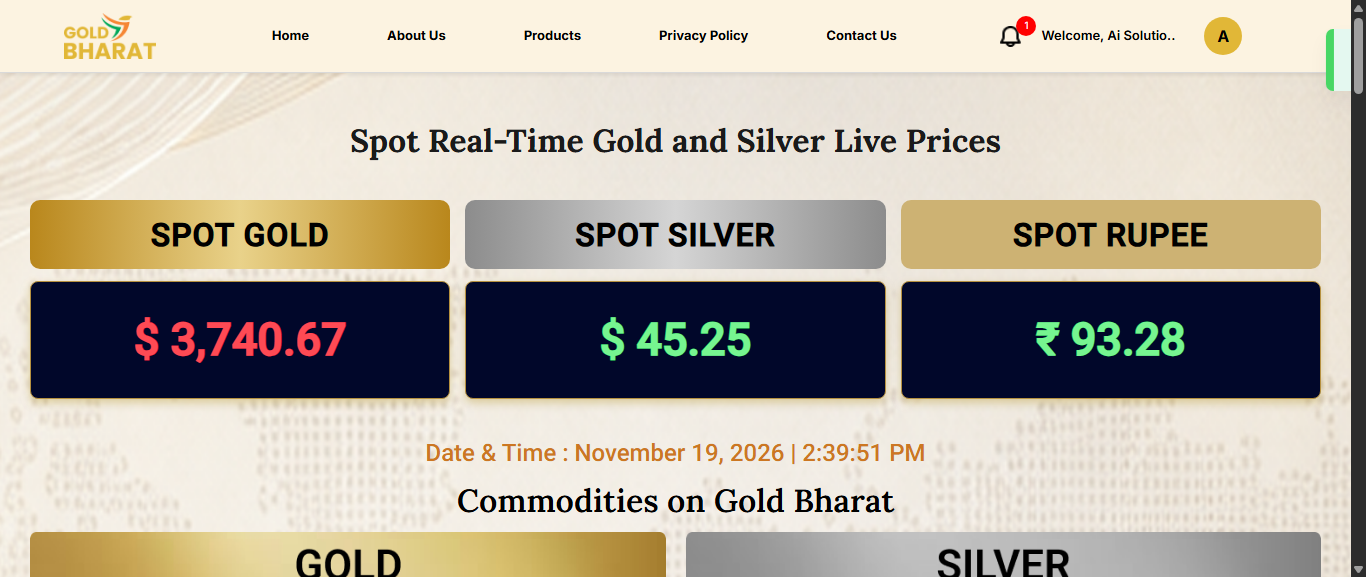 GOLD
BHARAT
Home
About Us
Products
Privacy Policy
Contact Us
1
Welcome, Ai Solutio..
A
Spot Real-Time Gold and Silver Live Prices
SPOT GOLD
SPOT SILVER
SPOT RUPEE
$ 3,740.67
$ 45.25
₹ 93.28
Date & Time : November 19, 2026 | 2:39:51 PM
Commodities on Gold Bharat
GOLD
SILVER